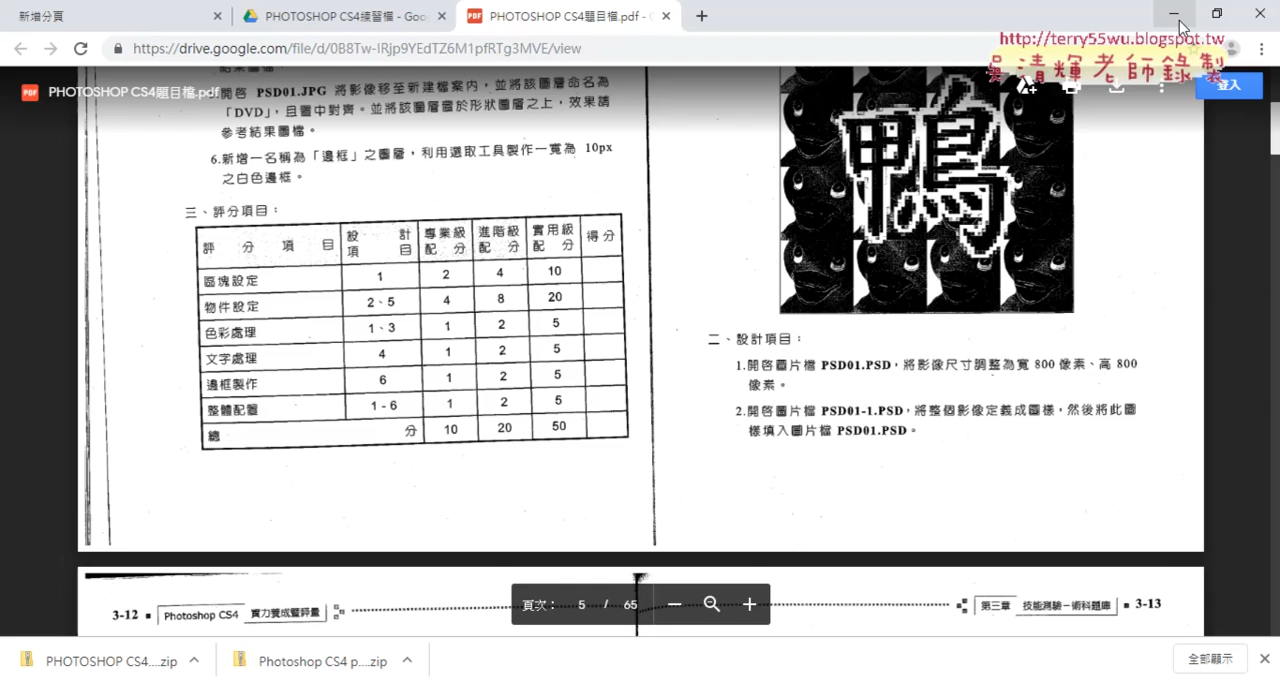 新增分頁
PHOTOSHOP CS4練習檔 - Goo
PHOTOSHOP CS4題目檔.pdf - G
https://drive.google.com/file/d/0B8Tw-IRjp9YEdTZ6M1pfRTg3MVE/view
http://terry55wu.blogspot.tw
吳清輝老師錄製
PHOTOSHOP CS4題目檔.pdf
登入
開啓 PSD01.JPG 將影像移至新建檔案內，並將該圖層命名為
「DVD」，且置中對齊。並將該圖層置於形狀圖層之上，效果請
參考結果圖檔。
6.新增一名稱為「邊框」之圖層，利用選取工具製作一寬為 10px
之白色邊框。
三、評分項目：
評分項目 設計項目 專業級配分 進階級配分 實用級配分 得分
區塊設定 1 2 4 10
物件設定 2、5 4 8 20
色彩處理 1、3 1 2 5
文字處理 4 1 2 5
邊框製作 6 1 2 5
整體配置 1-6 1 2 5
總分 10 20 50
鴨
二、設計項目：
1.開啓圖片檔 PSD01.PSD，將影像尺寸調整為寬 800 像素、高 800
像素。
2.開啓圖片檔 PSD01-1.PSD，將整個影像定義成圖樣，然後將此圖
樣填入圖片檔 PSD01.PSD。
3-12 ■ Photoshop CS4 實力養成暨評量
頁次： 5 / 65
第三章 技能測驗－術科題庫 ■ 3-13
PHOTOSHOP CS4....zip
Photoshop CS4 p....zip
全部顯示